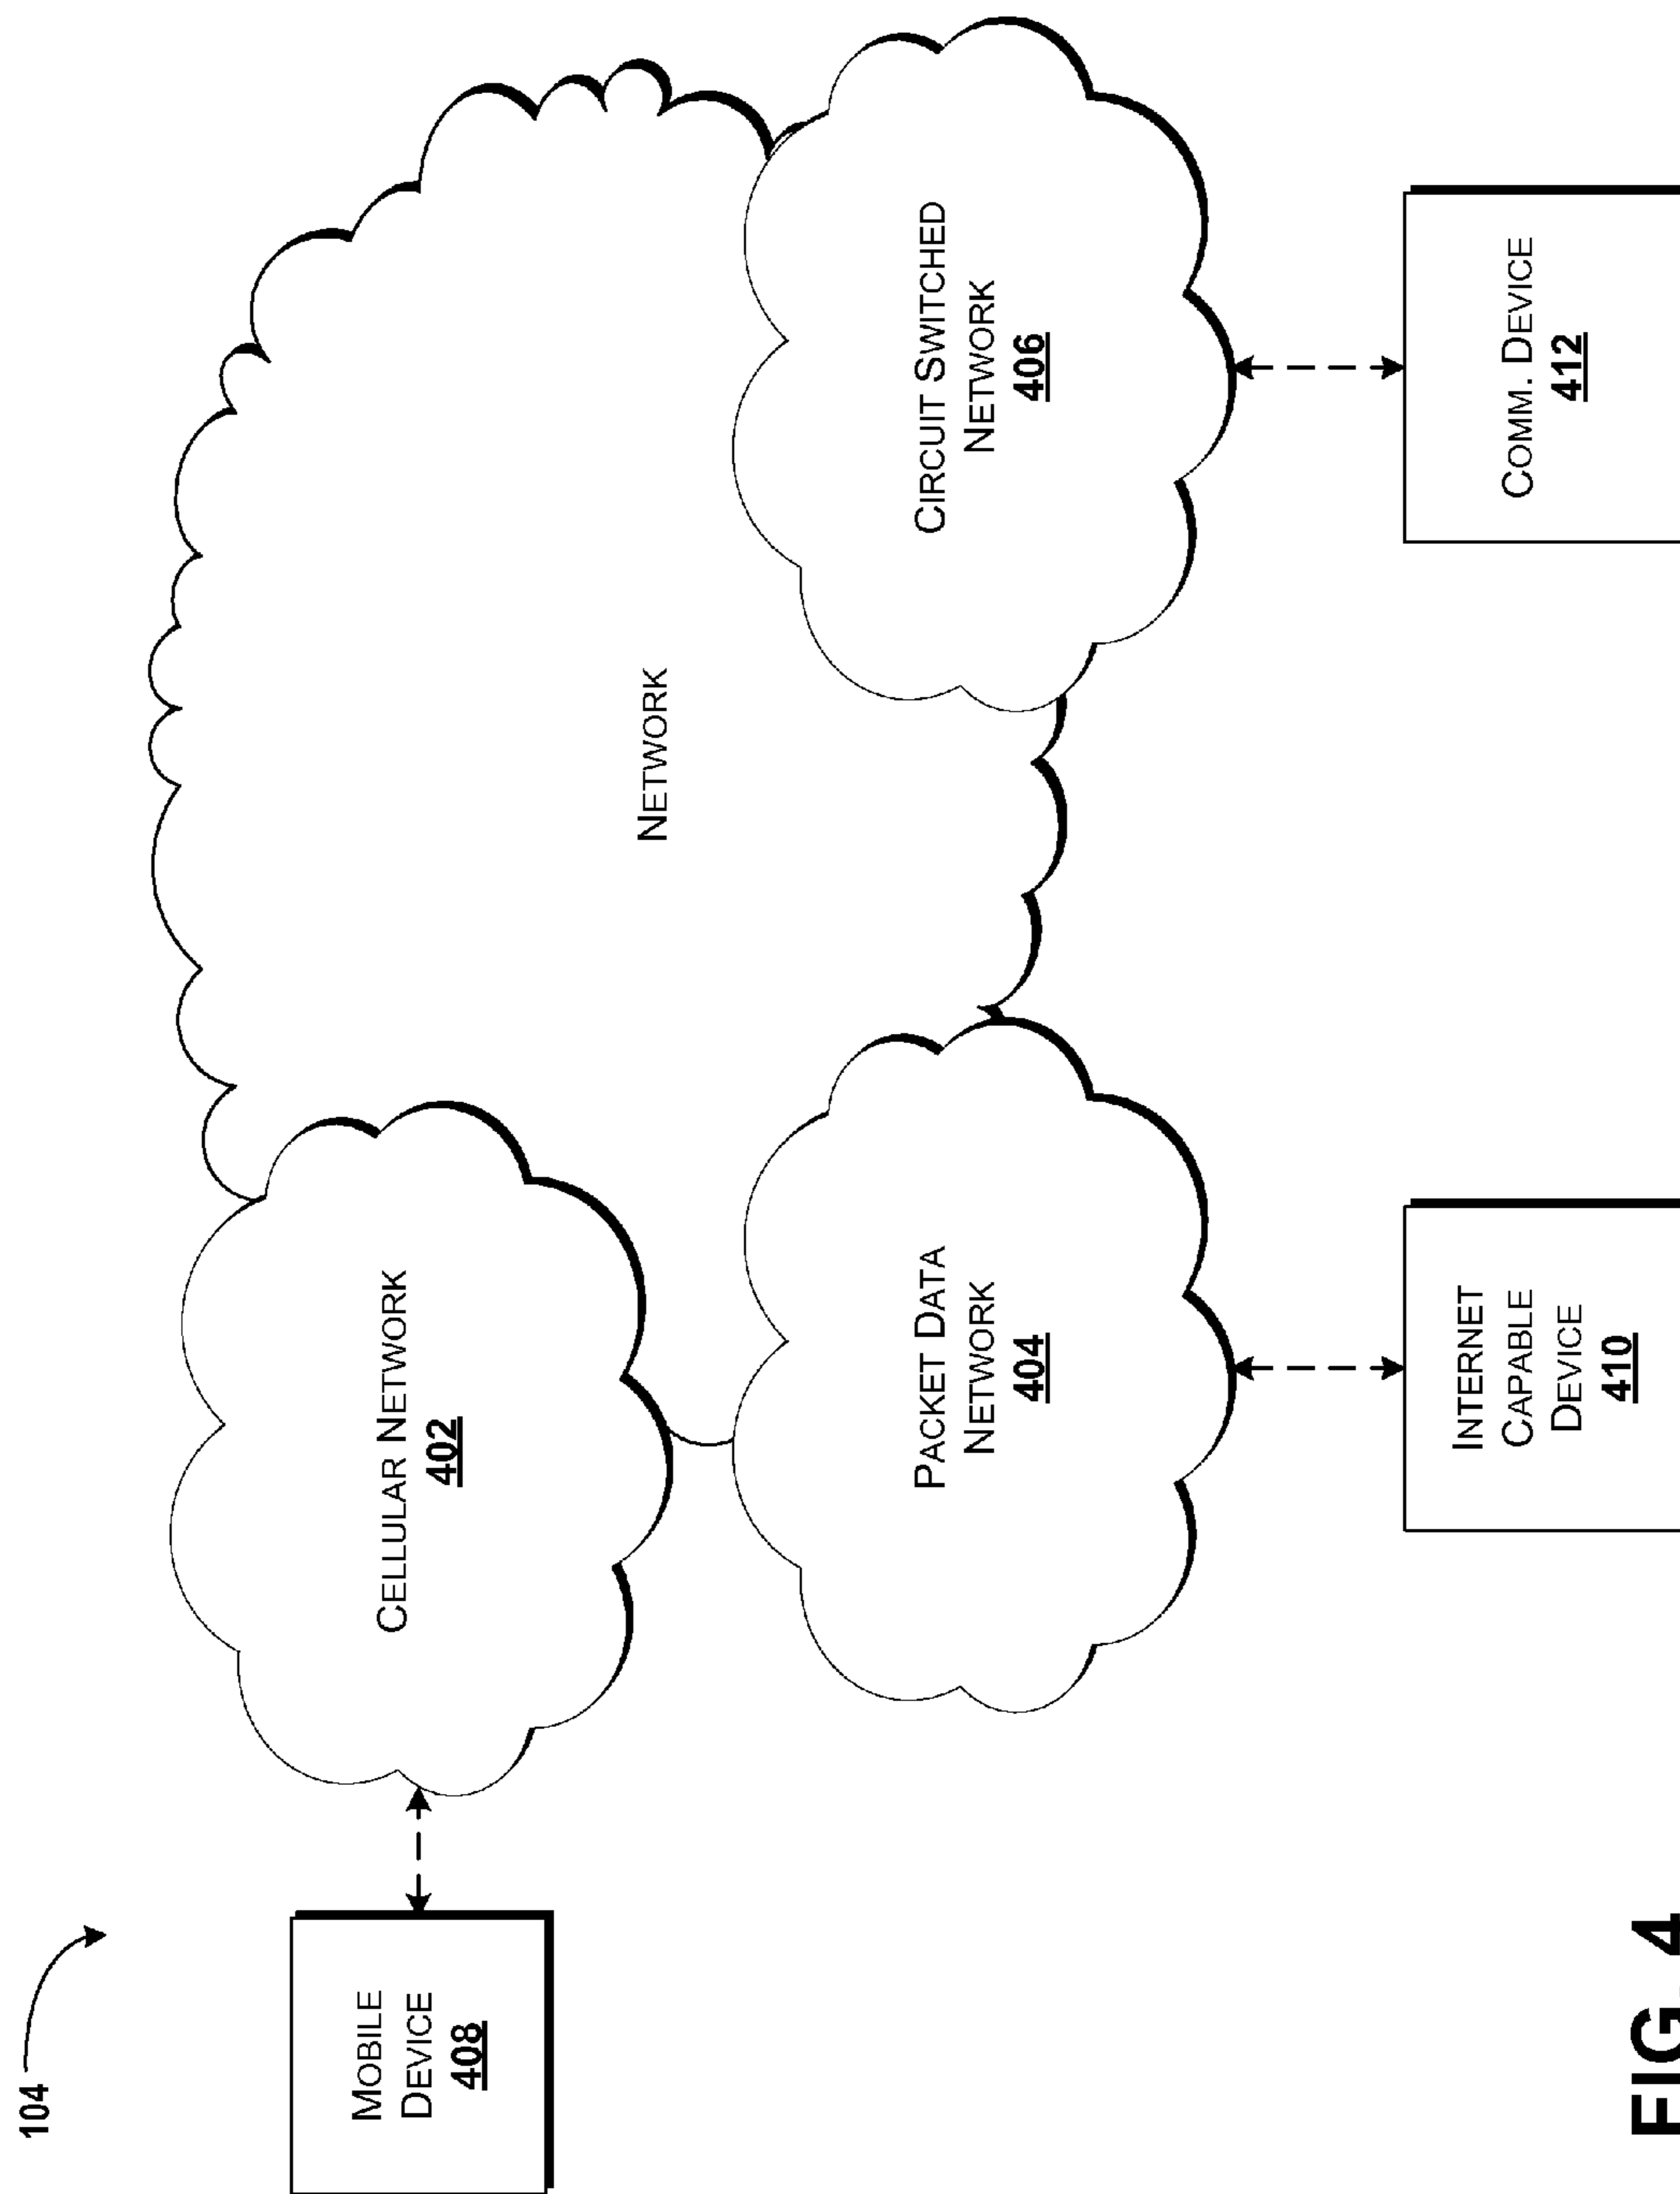 104
MOBILE
DEVICE
408
CELLULAR NETWORK
402
NETWORK
PACKET DATA
NETWORK
404
CIRCUIT SWITCHED
NETWORK
406
INTERNET
CAPABLE
DEVICE
410
COMM. DEVICE
412
FIG. 4